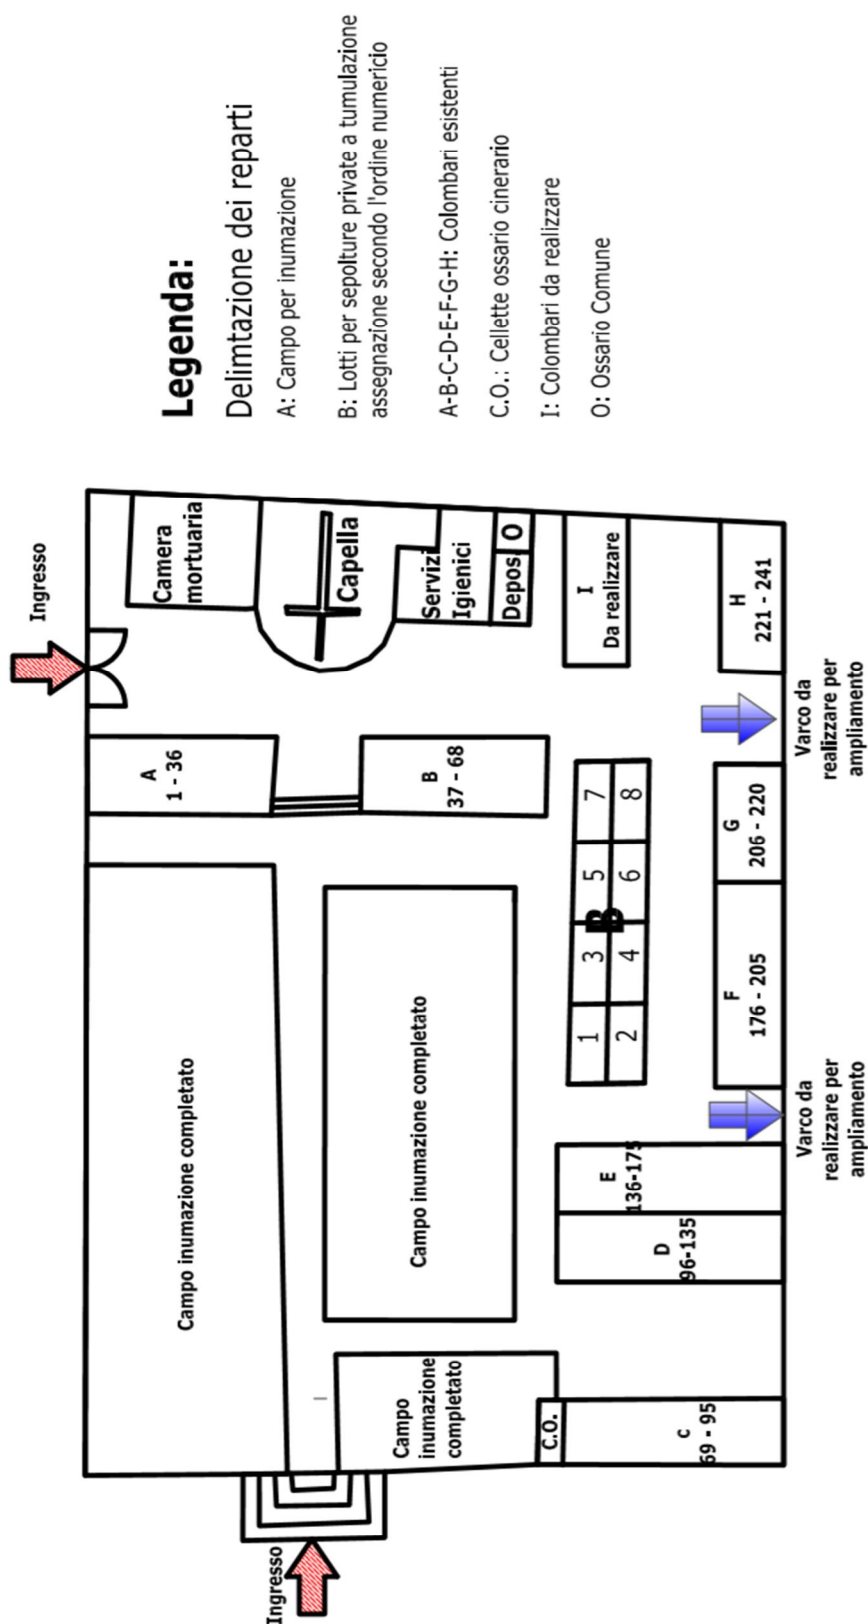 Legenda:
Delimtazione dei reparti
A: Campo per inumazione
B: Lotti per sepolture private a tumulazione
assegnazione secondo l'ordine numericio
A-B-C-D-E-F-G-H: Colombari esistenti
C.O.: Cellette ossario cinerario
I: Colombari da realizzare
O: Ossario Comune
Ingresso
Camera
mortuaria
Capella
Servizi
Igienici
Depos.
O
I
Da realizzare
H
221 - 241
A
1 - 36
B
37 - 68
Varco da
realizzare per
ampliamento
7
8
5
6
B
3
4
1
2
G
206 - 220
F
176 - 205
Campo inumazione completato
Campo inumazione completato
Varco da
realizzare per
ampliamento
E
136-175
D
96-135
Campo
inumazione
completato
C.O.
C
69 - 95
Ingresso